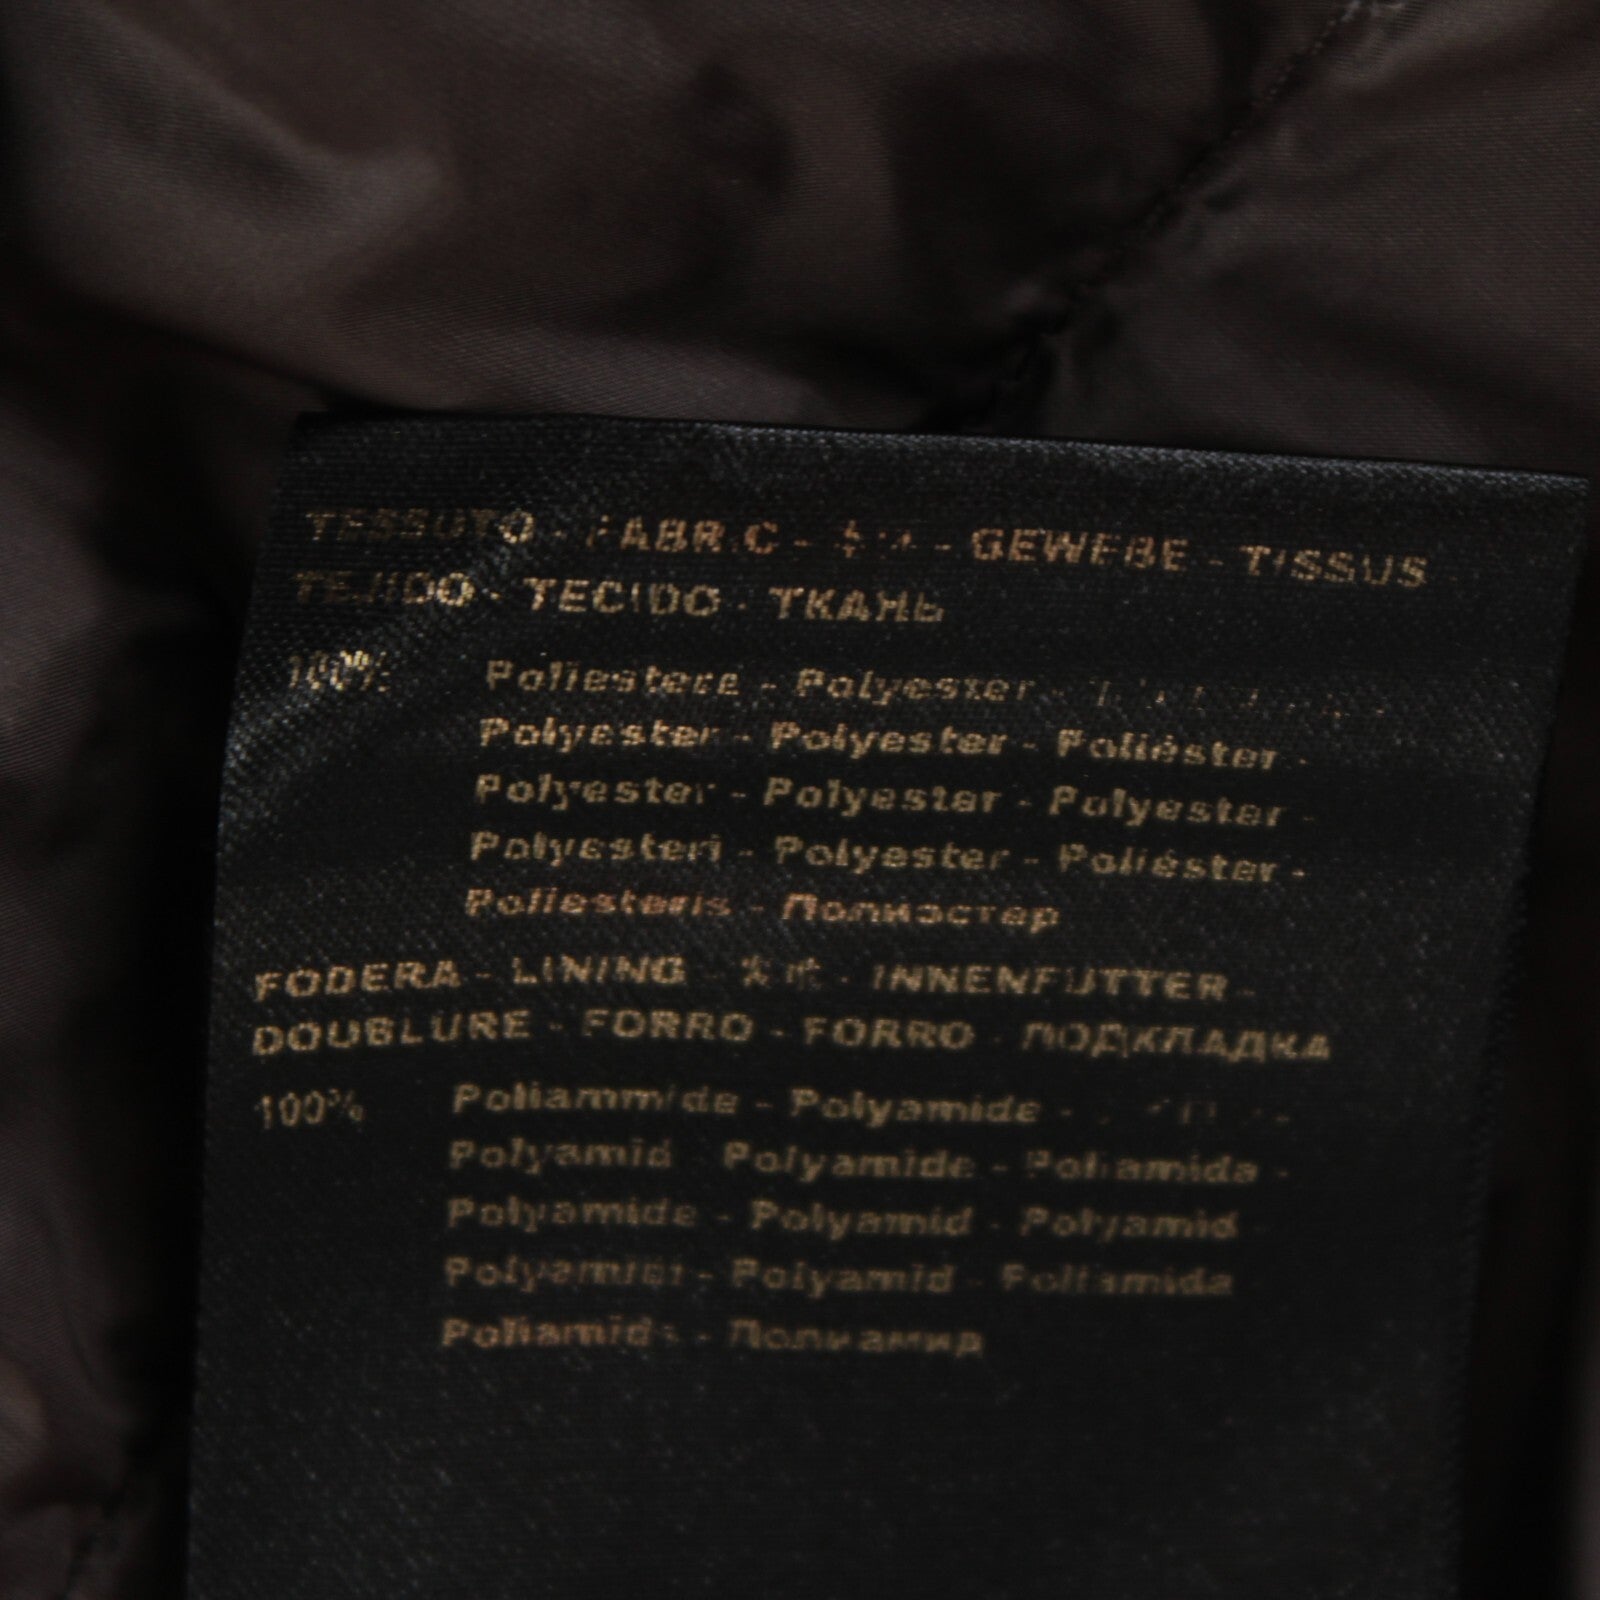 TESSUTO - FABRIC - - GEWEBE - TISSUS
TEJIDO - TECIDO - ТКАНЬ
100% Poliestere - Polyester -
Polyester - Polyester - Poliéster -
Polyester - Polyester - Polyester -
Polyesteri - Polyester - Poliéster -
Poliesteris - Полиэстер
FODERA - LINING - - INNENFUTTER -
DOUBLURE - FORRO - FORRO - ПОДКЛАДКА
100% Poliammide - Polyamide -
Polyamid - Polyamide - Poliamida -
Polyamide - Polyamid - Polyamid -
Polyamidi - Polyamid - Poliamida -
Полиамид